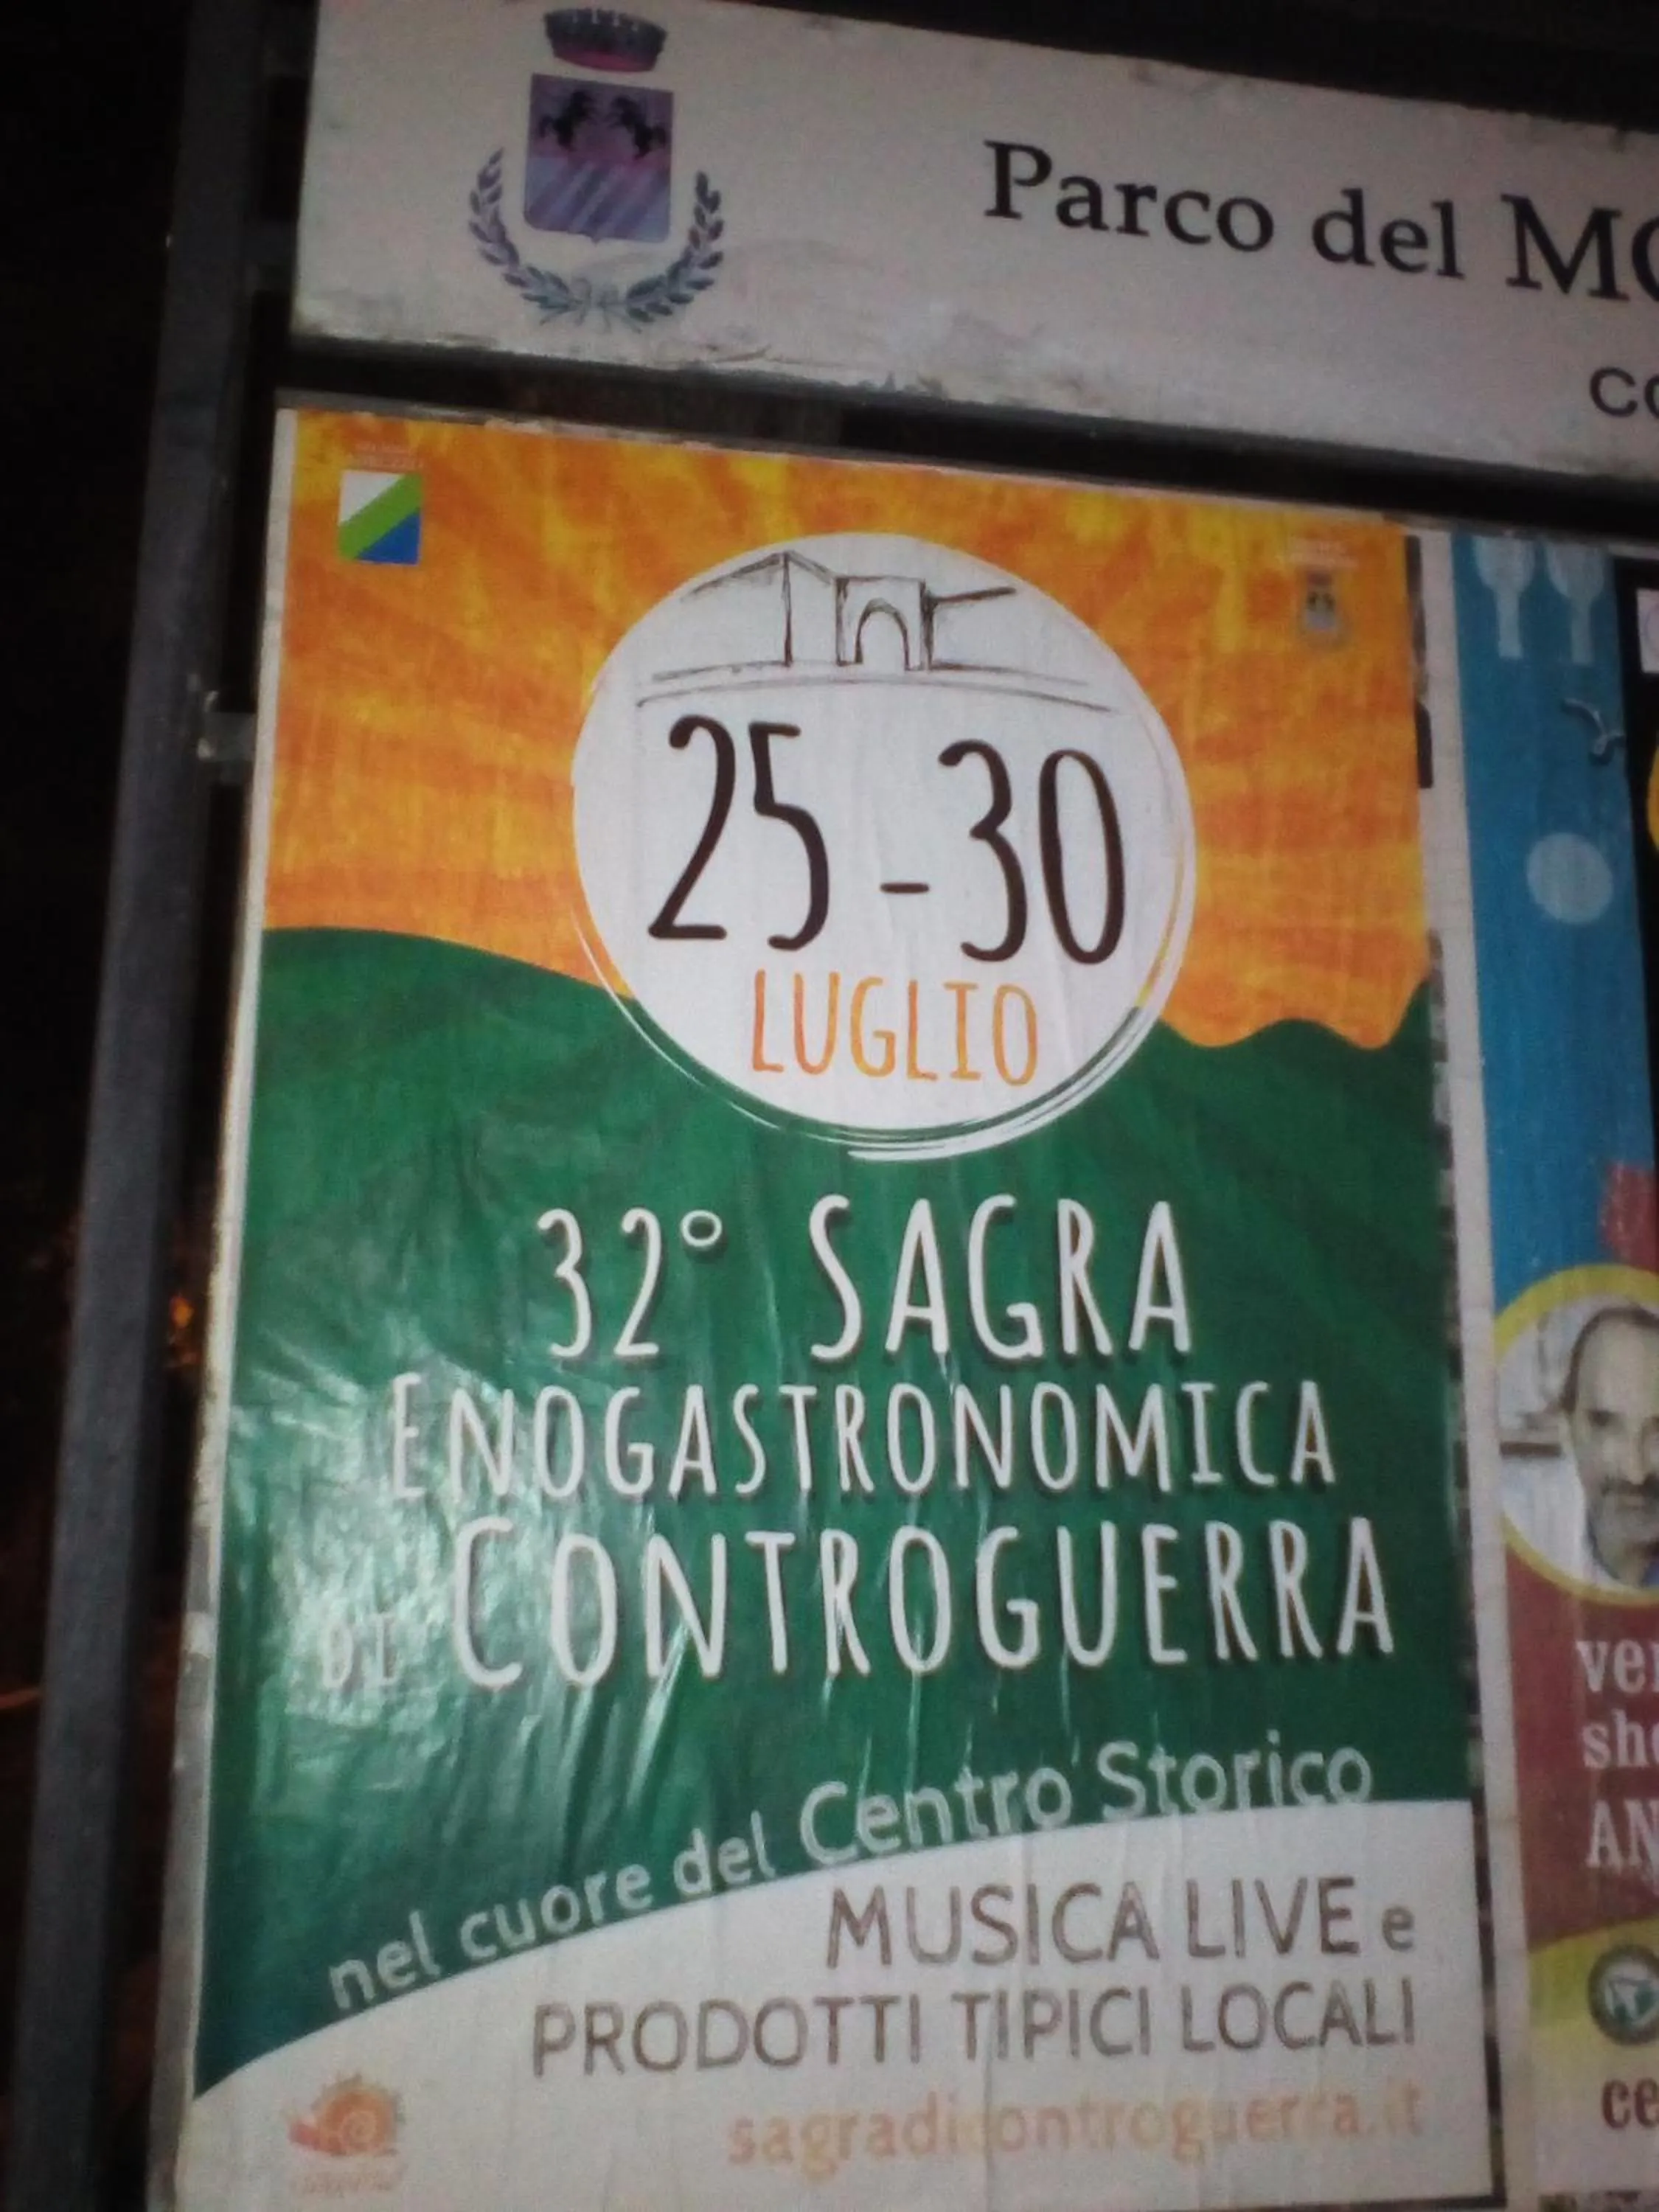 Parco del
25-30
LUGLIO
32° SAGRA
ENOGASTRONOMICA
DI CONTROGUERRA
nel cuore del Centro Storico
MUSICA LIVE e
PRODOTTI TIPICI LOCALI
sagradicontroguerra.it